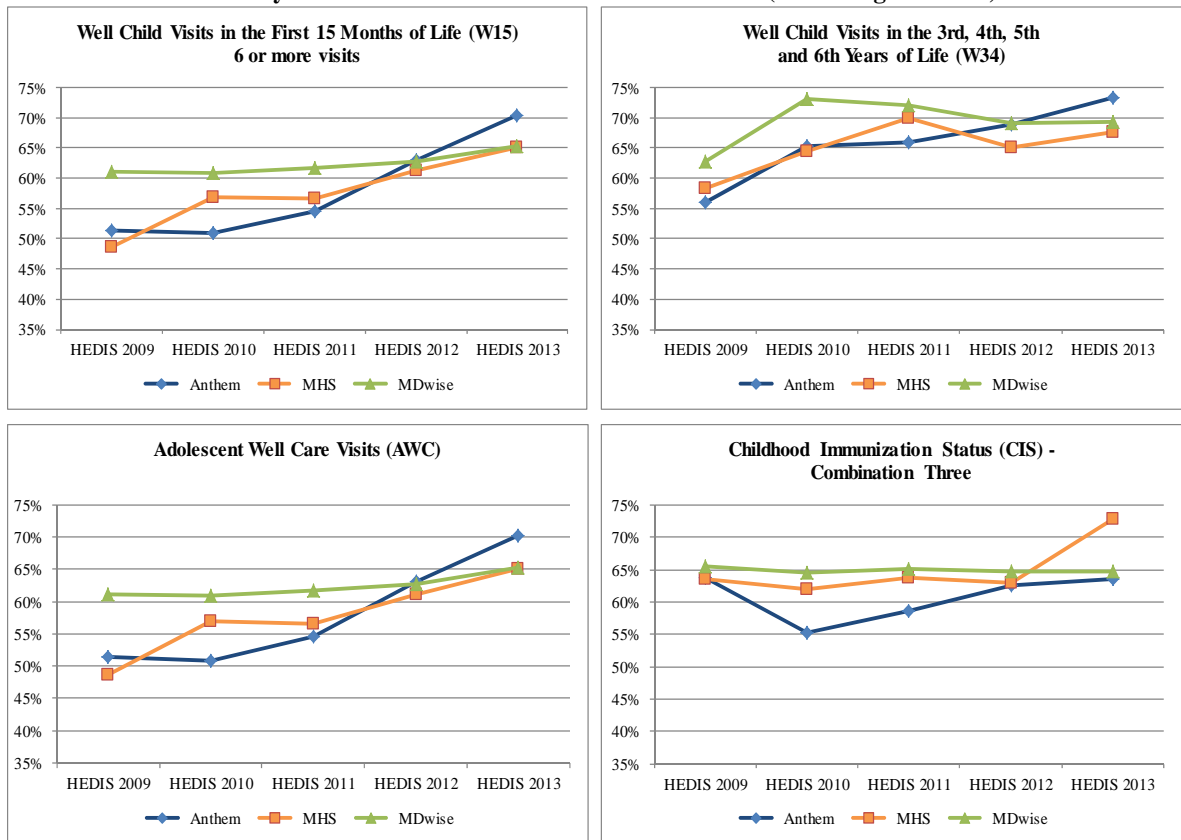 Well Child Visits in the First 15 Months of Life (W15)
6 or more visits
75%
70%
65%
60%
55%
50%
45%
40%
35%
HEDIS 2009 HEDIS 2010 HEDIS 2011 HEDIS 2012 HEDIS 2013
Anthem MHS MDwise
Well Child Visits in the 3rd, 4th, 5th
and 6th Years of Life (W34)
75%
70%
65%
60%
55%
50%
45%
40%
35%
HEDIS 2009 HEDIS 2010 HEDIS 2011 HEDIS 2012 HEDIS 2013
Anthem MHS MDwise
Adolescent Well Care Visits (AWC)
75%
70%
65%
60%
55%
50%
45%
40%
35%
HEDIS 2009 HEDIS 2010 HEDIS 2011 HEDIS 2012 HEDIS 2013
Anthem MHS MDwise
Childhood Immunization Status (CIS) -
Combination Three
75%
70%
65%
60%
55%
50%
45%
40%
35%
HEDIS 2009 HEDIS 2010 HEDIS 2011 HEDIS 2012 HEDIS 2013
Anthem MHS MDwise